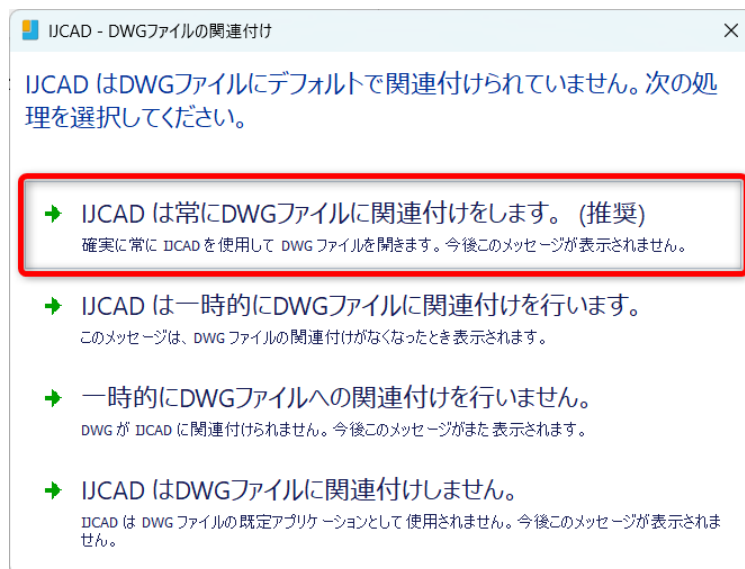 IJCAD - DWGファイルの関連付け
IJCAD はDWGファイルにデフォルトで関連付けられていません。次の処
理を選択してください。
IJCAD は常にDWGファイルに関連付けをします。 (推奨)
確実に常に IJCAD を使用して DWG ファイルを開きます。今後このメッセージが表示されません。
IJCAD は一時的にDWGファイルに関連付けを行います。
このメッセージは、DWG ファイルの関連付けがなくなったとき表示されます。
一時的にDWGファイルへの関連付けを行いません。
DWG が IJCAD に関連付けられません。今後このメッセージがまた表示されます。
IJCAD はDWGファイルに関連付けしません。
IJCAD は DWG ファイルの既定アプリケーションとして使用されません。今後このメッセージが表示されま
せん。